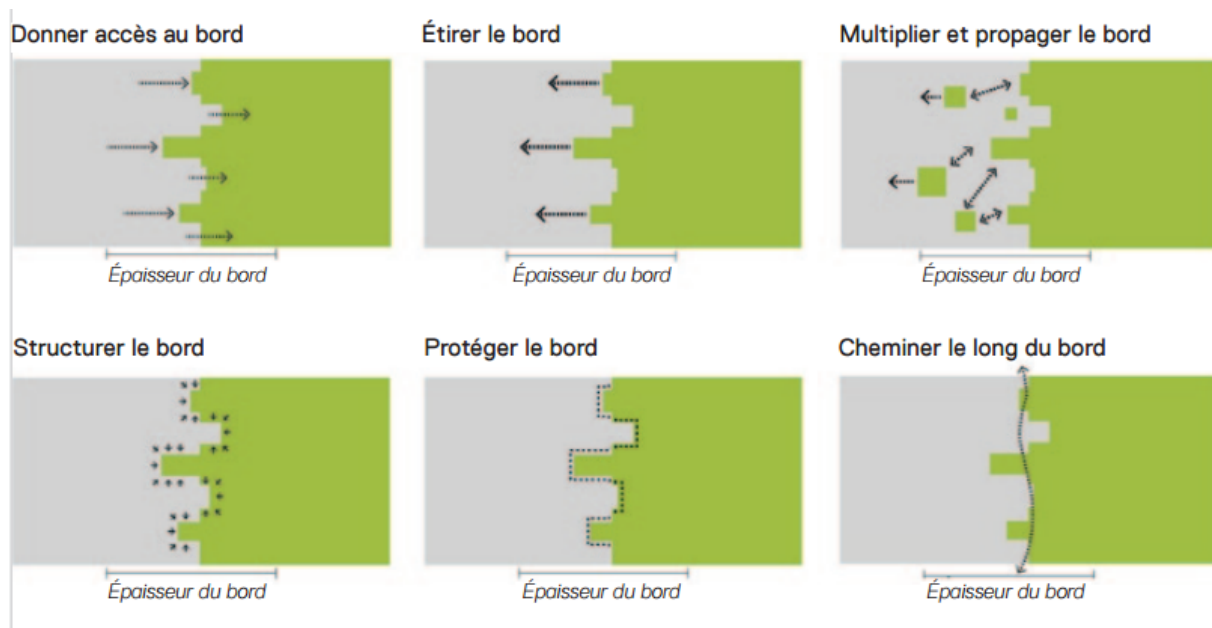 Donner accès au bord
Étirer le bord
Multiplier et propager le bord
Épaisseur du bord
Épaisseur du bord
Épaisseur du bord
Structurer le bord
Protéger le bord
Cheminer le long du bord
Épaisseur du bord
Épaisseur du bord
Épaisseur du bord